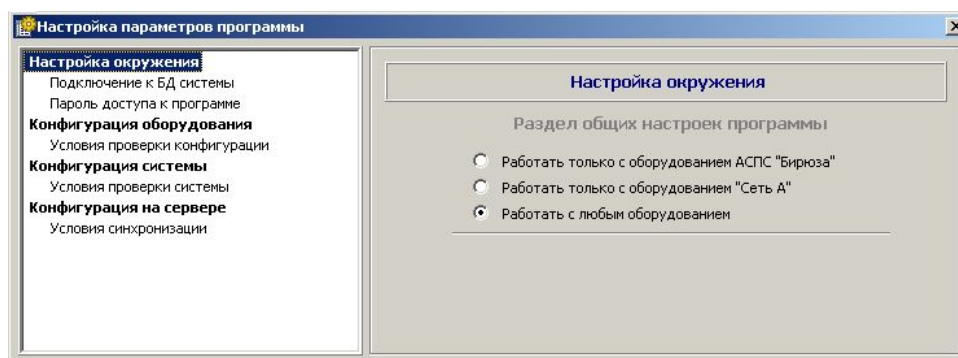 Настройка параметров программы
Настройка окружения
Подключение к БД системы
Пароль доступа к программе
Конфигурация оборудования
Условия проверки конфигурации
Конфигурация системы
Условия проверки системы
Конфигурация на сервере
Условия синхронизации
Настройка окружения
Раздел общих настроек программы
Работать только с оборудованием АСПС "Бирюза"
Работать только с оборудованием "Сеть А"
Работать с любым оборудованием